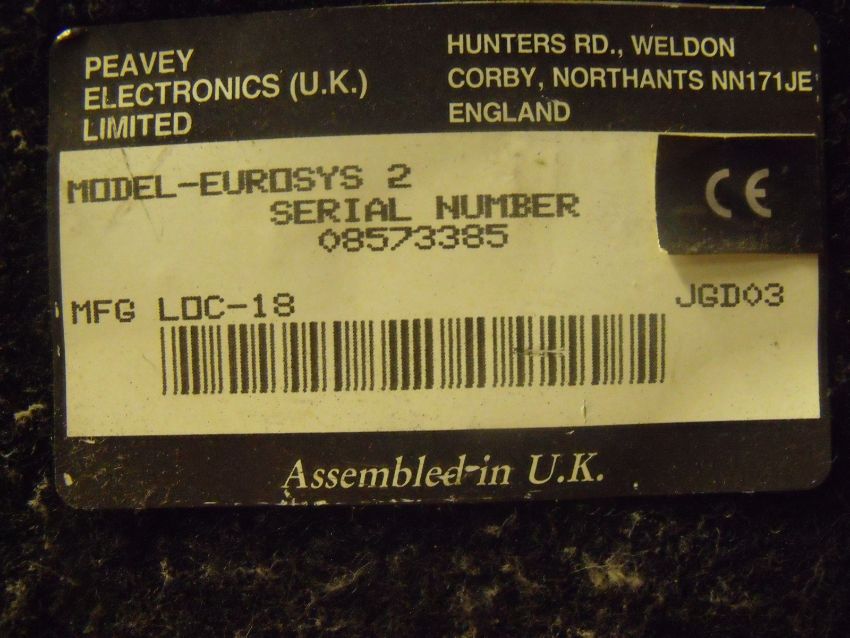 PEAVEY
ELECTRONICS (U.K.)
LIMITED
HUNTERS RD., WELDON
CORBY, NORTHANTS NN171JE
ENGLAND
MODEL-EUROSYS 2
SERIAL NUMBER
08573385
CE
MFG LOC-18
JGD03
Assembled in U.K.